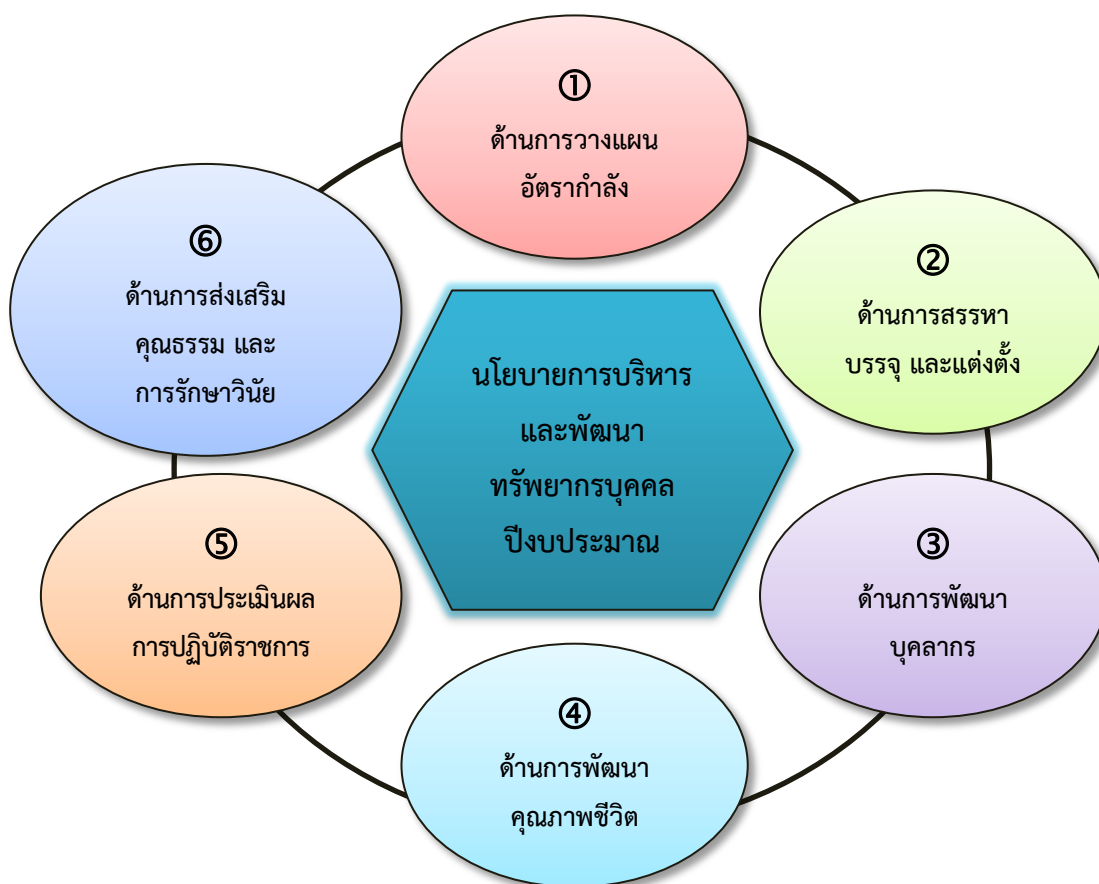 ①
ด้านการวางแผน
อัตรากำลัง
②
ด้านการสรรหา
บรรจุ และแต่งตั้ง
③
ด้านการพัฒนา
บุคลากร
④
ด้านการพัฒนา
คุณภาพชีวิต
⑤
ด้านการประเมินผล
การปฏิบัติราชการ
⑥
ด้านการส่งเสริม
คุณธรรม และ
การรักษาวินัย
นโยบายการบริหาร
และพัฒนา
ทรัพยากรบุคคล
ปีงบประมาณ